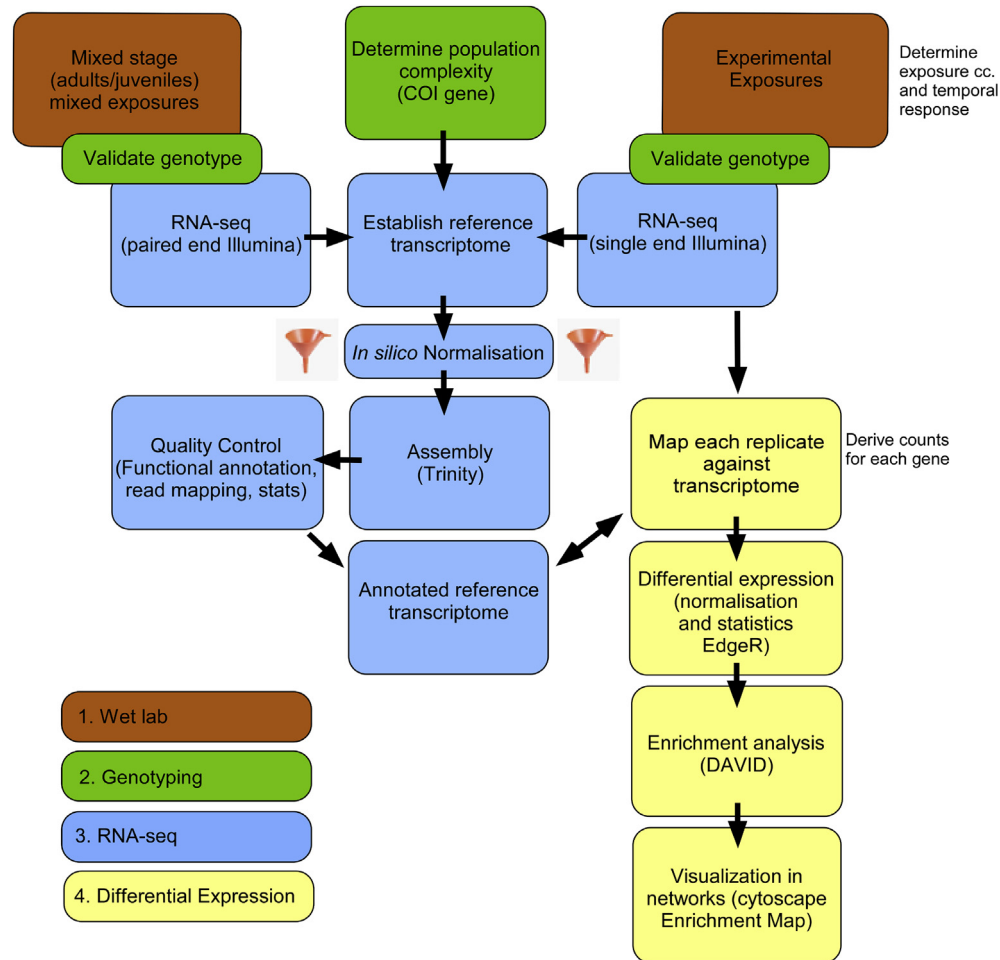 Mixed stage
(adults/juveniles)
mixed exposures
Determine population
complexity
(COI gene)
Experimental
Exposures
Determine
exposure cc.
and temporal
response
Validate genotype
Validate genotype
RNA-seq
(paired end Illumina)
Establish reference
transcriptome
RNA-seq
(single end Illumina)
In silico Normalisation
Quality Control
(Functional annotation,
read mapping, stats)
Assembly
(Trinity)
Map each replicate
against
transcriptome
Derive counts
for each gene
Annotated reference
transcriptome
Differential expression
(normalisation
and statistics
EdgeR)
Enrichment analysis
(DAVID)
Visualization in
networks (cytoscape
Enrichment Map)
1. Wet lab
2. Genotyping
3. RNA-seq
4. Differential Expression